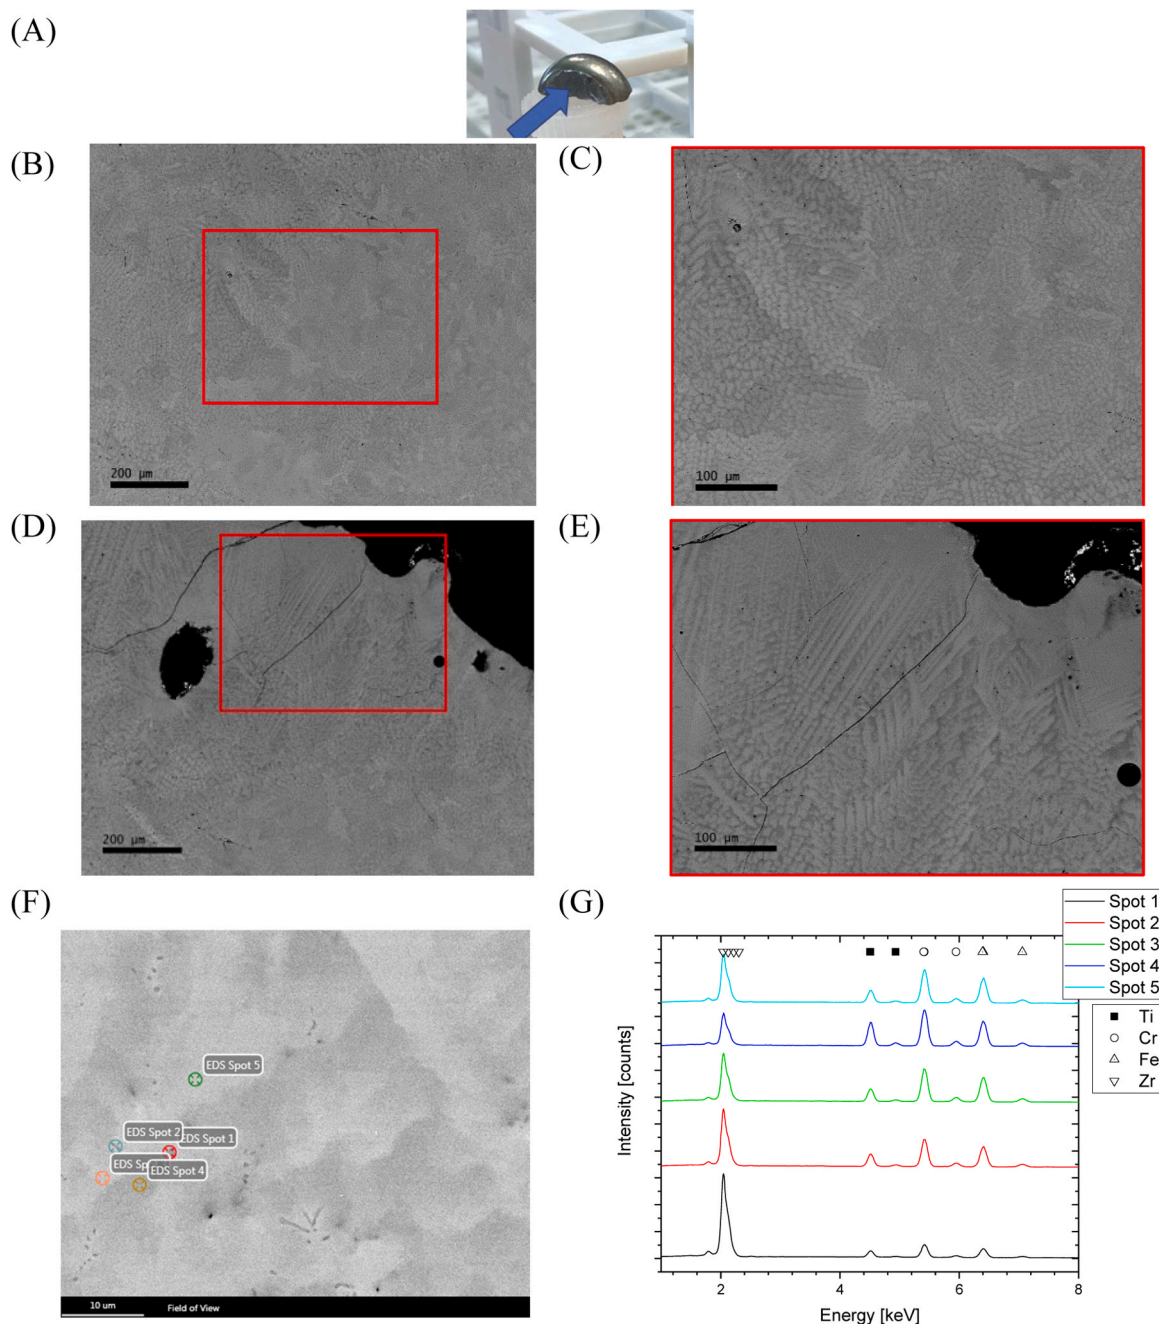 (A)
(B)
(C)
200 µm
100 µm
(D)
(E)
200 µm
100 µm
(F)
(G)
EDS Spot 5
EDS Spot 2
EDS Spot 1
EDS Spot 4
10 um
Field of View
Spot 1
Spot 2
Spot 3
Spot 4
Spot 5
Ti
Cr
Fe
Zr
Intensity [counts]
2
4
6
8
Energy [keV]